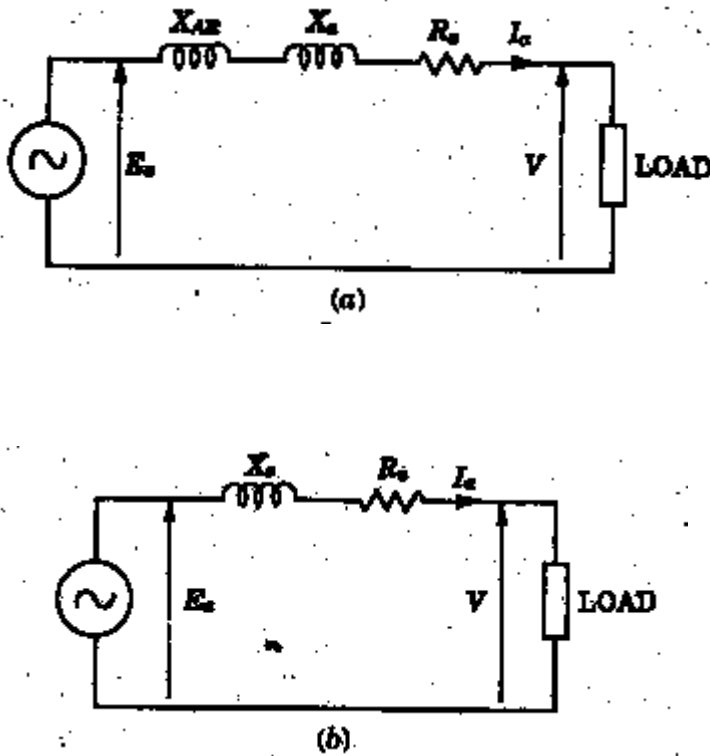 X_AR X_a R_a I_a
E_a V LOAD
(a)
X_s R_a I_a
E_a V LOAD
(b)